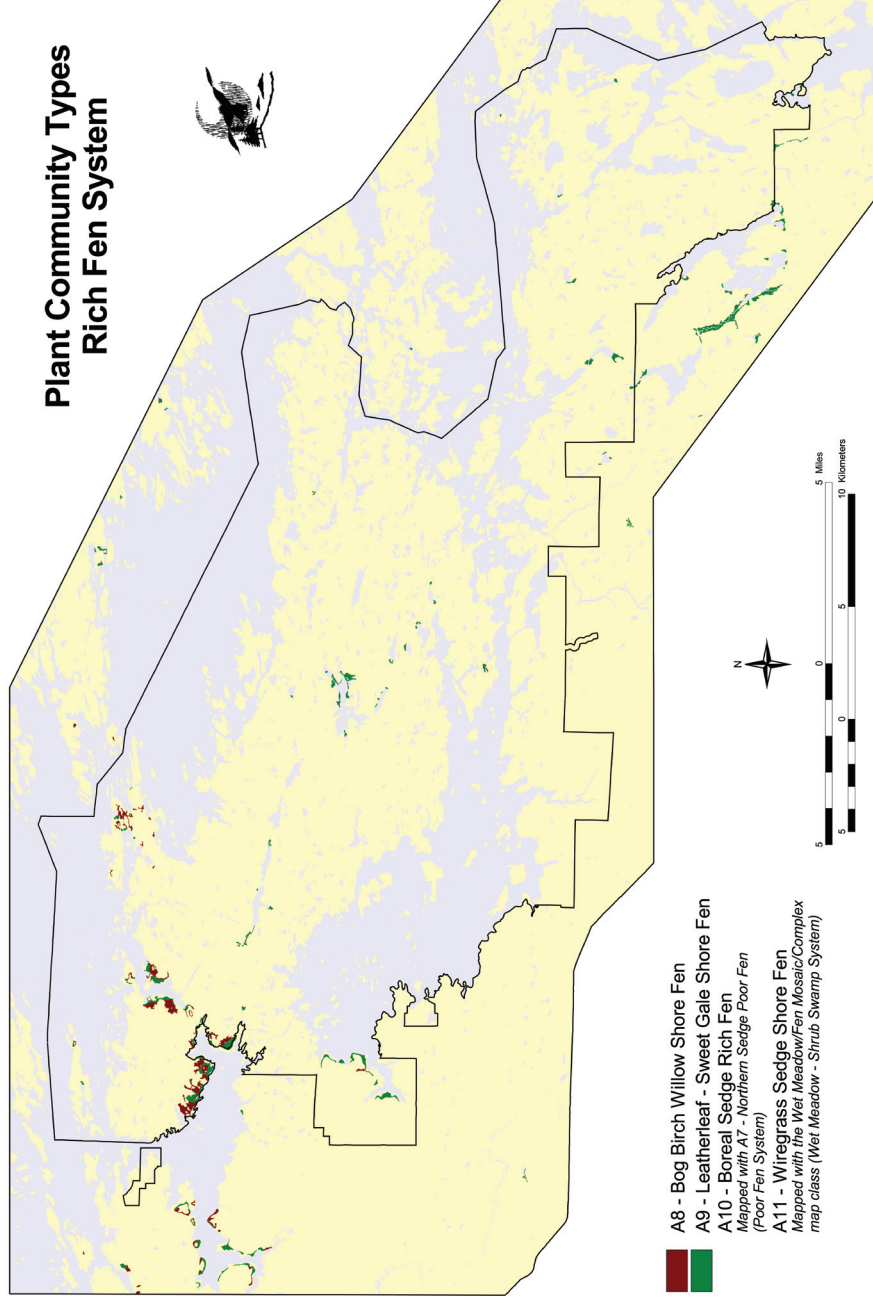 Plant Community Types
Rich Fen System
A8 - Bog Birch Willow Shore Fen
A9 - Leatherleaf - Sweet Gale Shore Fen
A10 - Boreal Sedge Rich Fen
Mapped with A7 - Northern Sedge Poor Fen
(Poor Fen System)
A11 - Wiregrass Sedge Shore Fen
Mapped with the Wet Meadow/Fen Mosaic/Complex
map class (Wet Meadow - Shrub Swamp System)
N
5 0 5 Miles
5 0 5 10 Kilometers